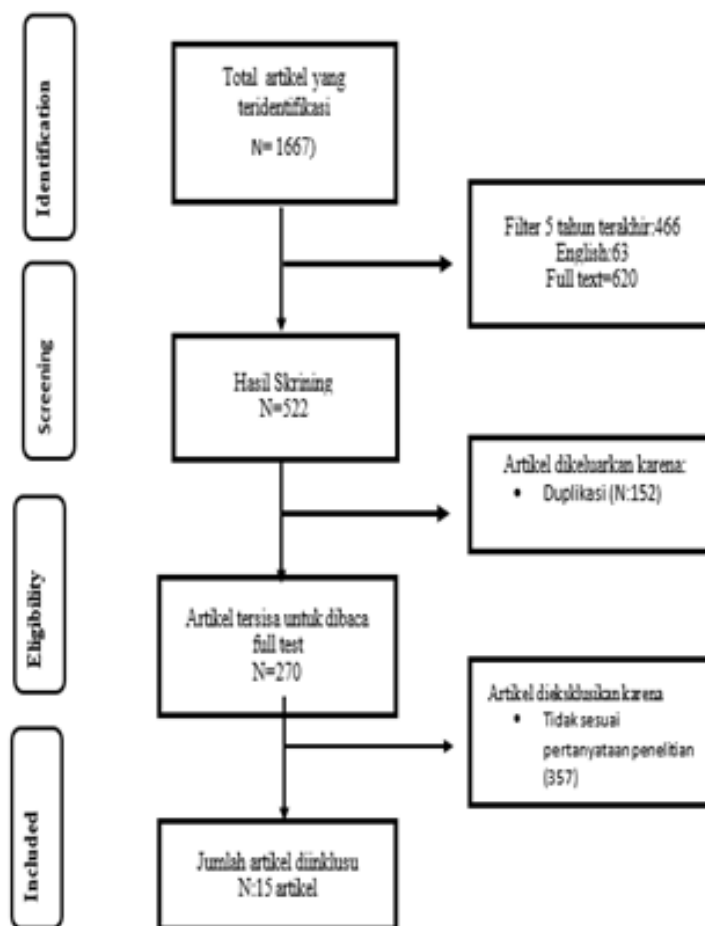 Identification
Total artikel yang
teridentifikasi
N= 1667)
Filter 5 tahun terakhir:466
English:63
Full text=620
Screening
Hasil Skrining
N=522
Artikel dikeluarkan karena:
• Duplikasi (N:152)
Eligibility
Artikel tersisa untuk dibaca
full test
N=270
Artikel dieksklusikan karena
• Tidak sesuai
pertanyataan penelitian
(357)
Included
Jumlah artikel diinklusu
N:15 artikel